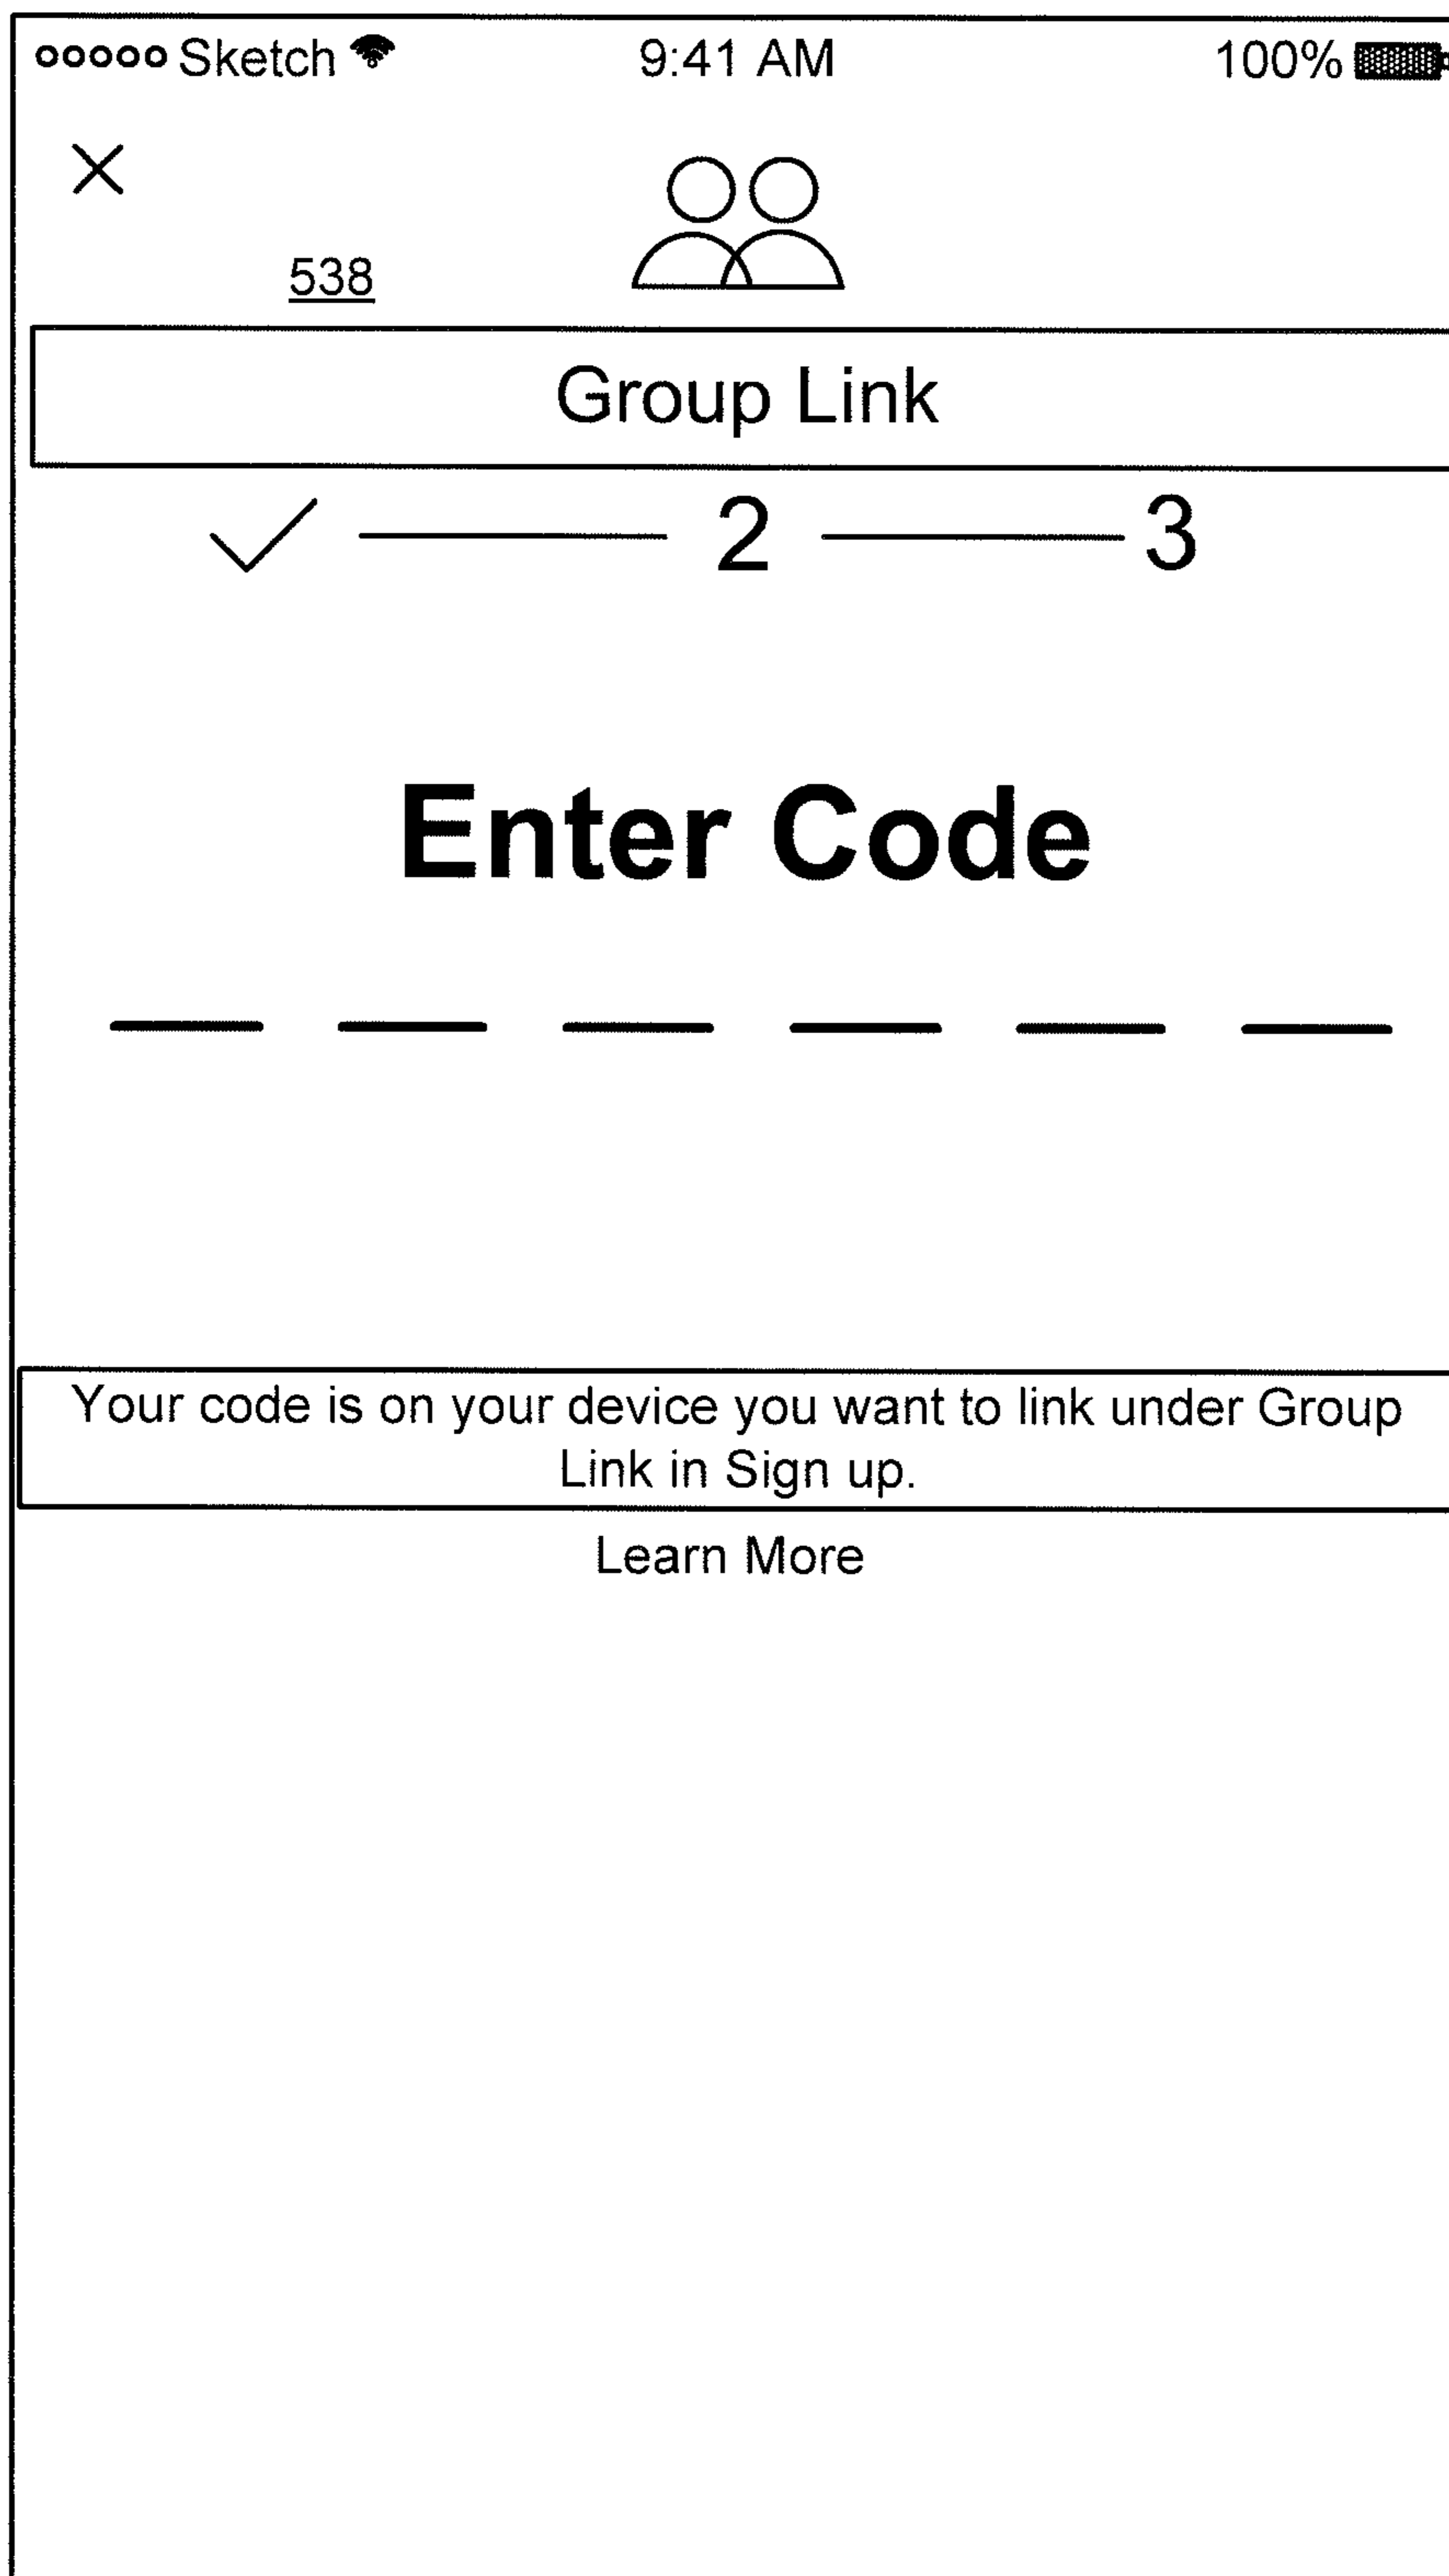 Sketch 9:41 AM 100%
538
Group Link
2 3
Enter Code
Your code is on your device you want to link under Group
Link in Sign up.
Learn More